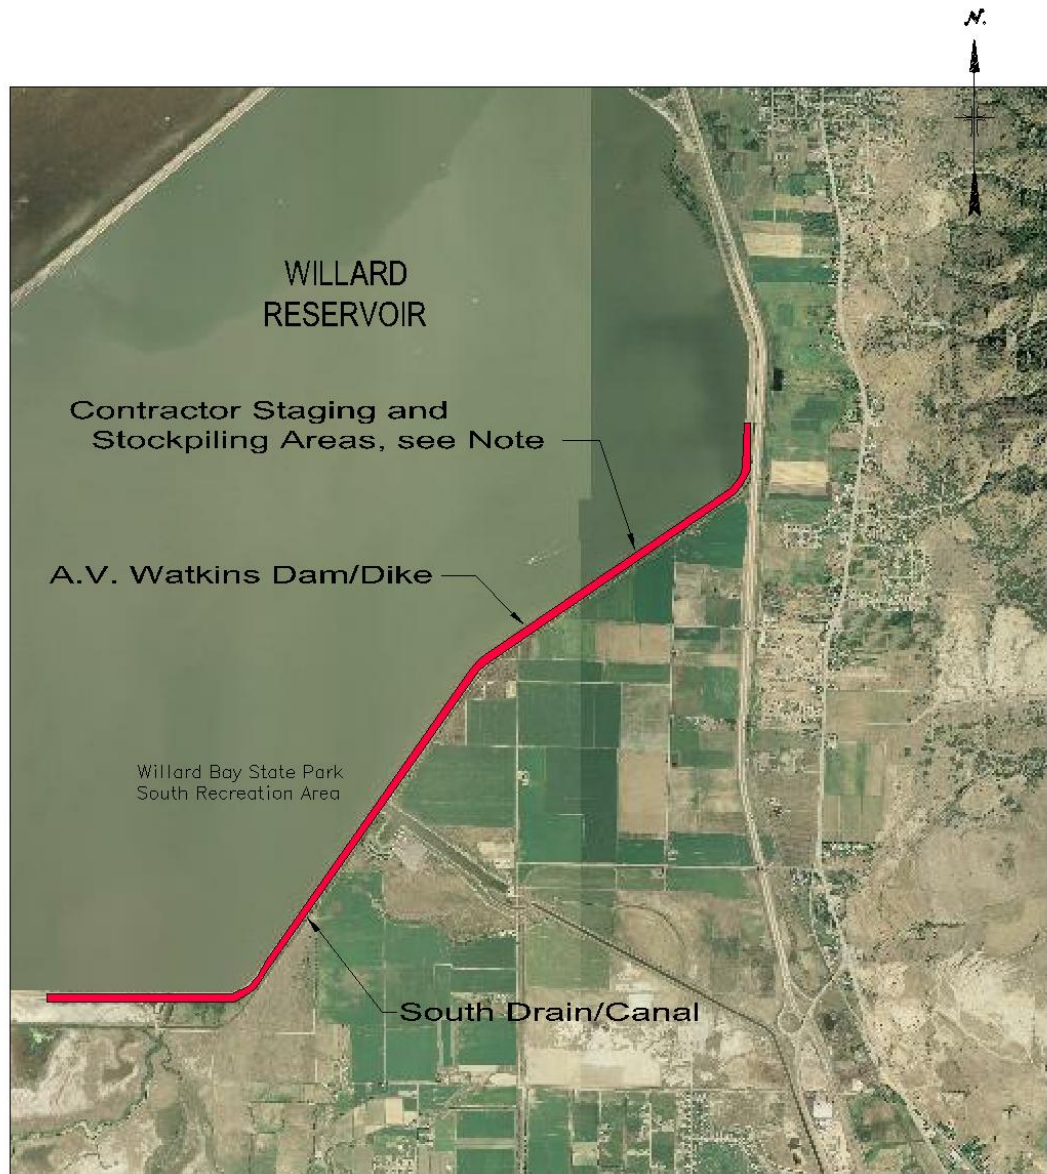 N.
WILLARD
RESERVOIR
Contractor Staging and
Stockpiling Areas, see Note
A.V. Watkins Dam/Dike
Willard Bay State Park
South Recreation Area
South Drain/Canal